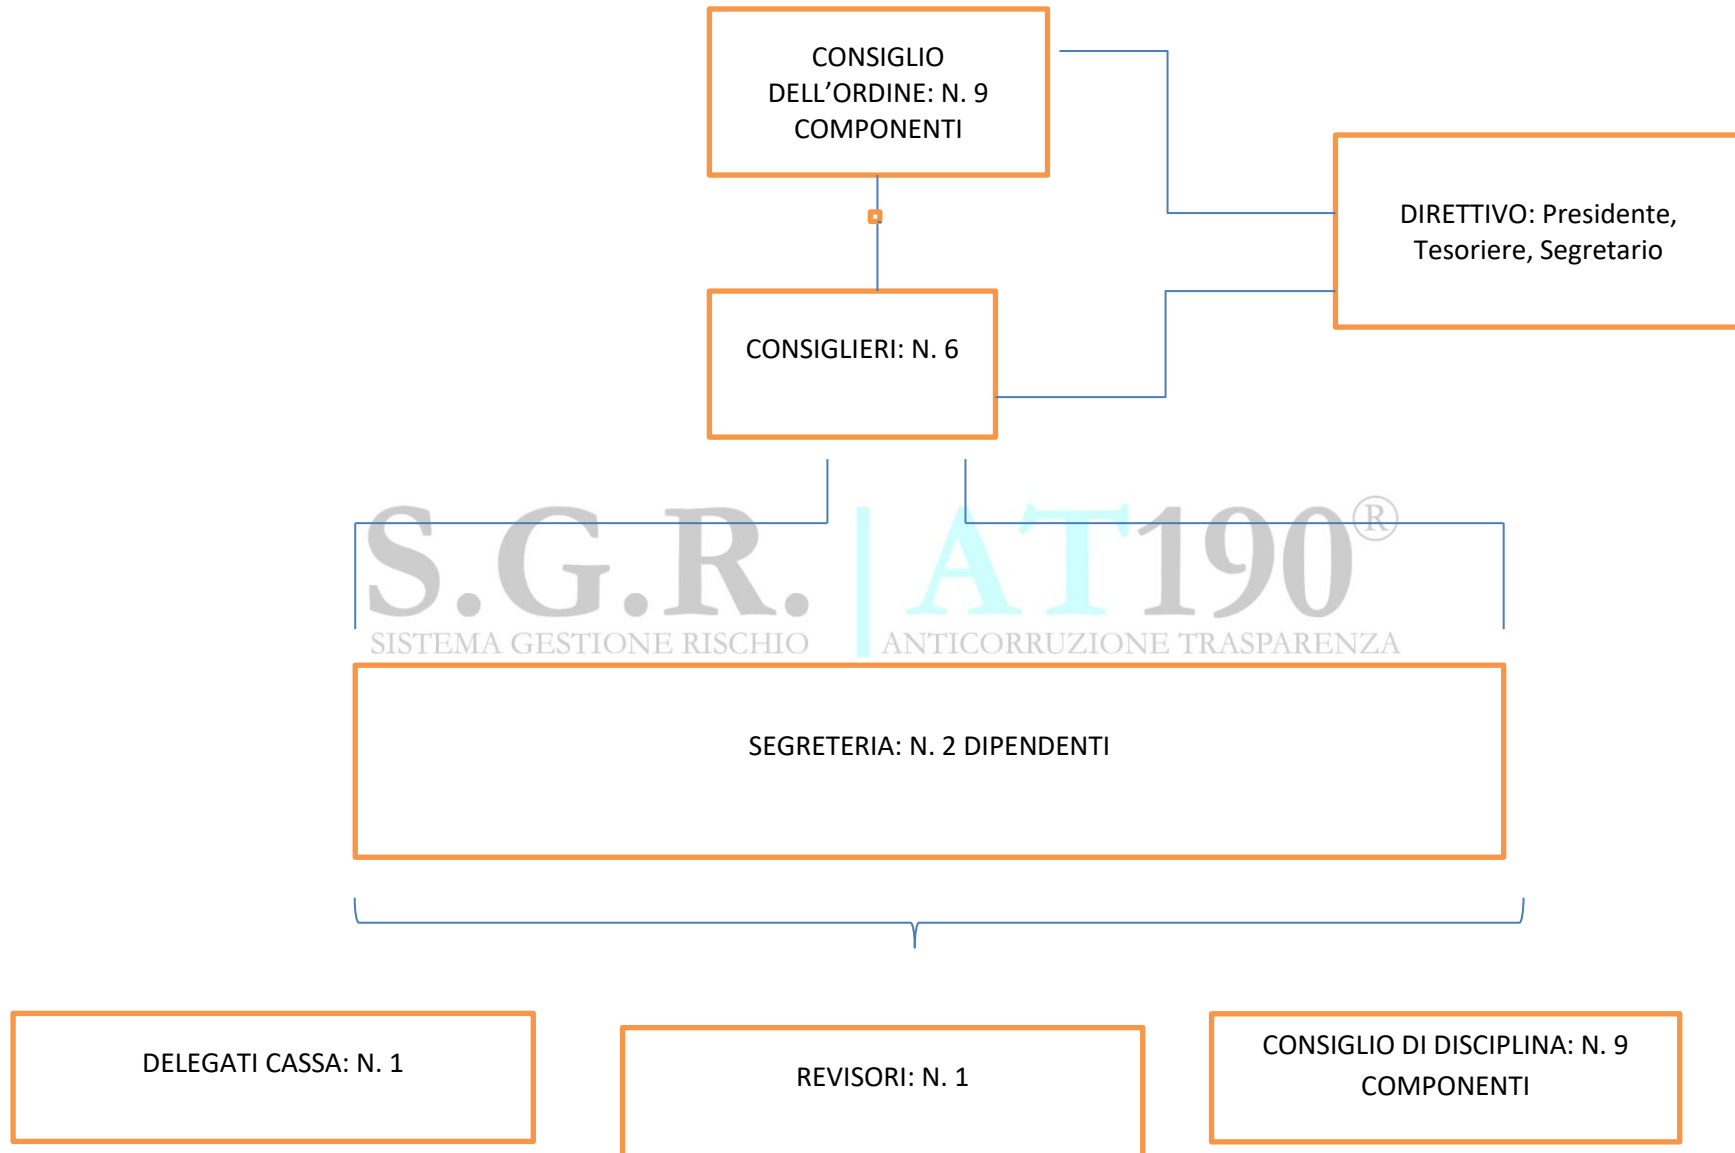 CONSIGLIO
DELL’ORDINE: N. 9
COMPONENTI
DIRETTIVO: Presidente,
Tesoriere, Segretario
CONSIGLIERI: N. 6
S.G.R. | AT190®
SISTEMA GESTIONE RISCHIO ANTICORRUZIONE TRASPARENZA
SEGRETERIA: N. 2 DIPENDENTI
DELEGATI CASSA: N. 1
REVISORI: N. 1
CONSIGLIO DI DISCIPLINA: N. 9
COMPONENTI